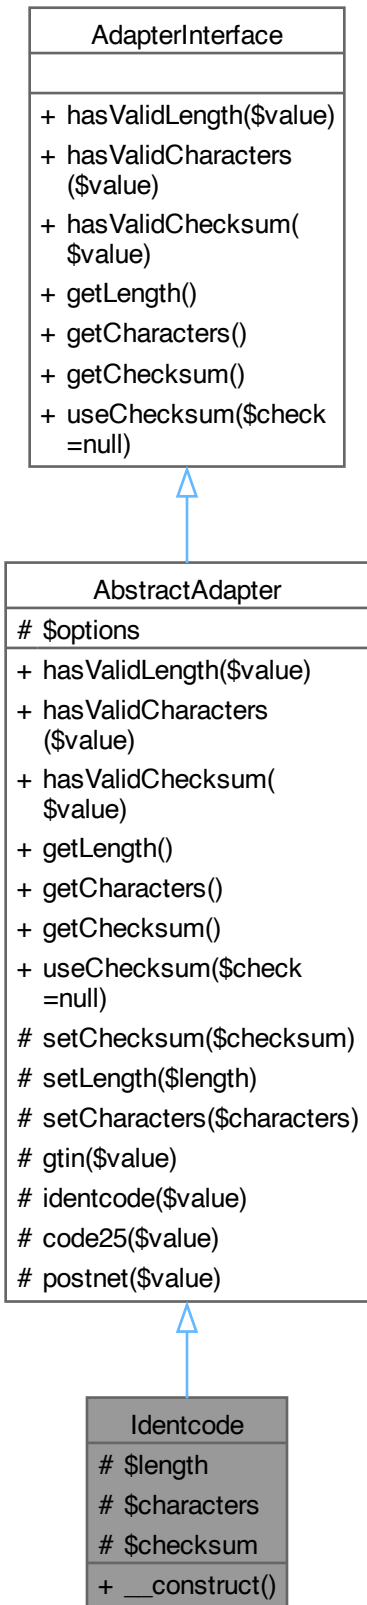 AdapterInterface
+ hasValidLength($value)
+ hasValidCharacters
($value)
+ hasValidChecksum(
$value)
+ getLength()
+ getCharacters()
+ getChecksum()
+ useChecksum($check
=null)
AbstractAdapter
# $options
+ hasValidLength($value)
+ hasValidCharacters
($value)
+ hasValidChecksum(
$value)
+ getLength()
+ getCharacters()
+ getChecksum()
+ useChecksum($check
=null)
# setChecksum($checksum)
# setLength($length)
# setCharacters($characters)
# gtin($value)
# identcode($value)
# code25($value)
# postnet($value)
Identcode
# $length
# $characters
# $checksum
+ __construct()